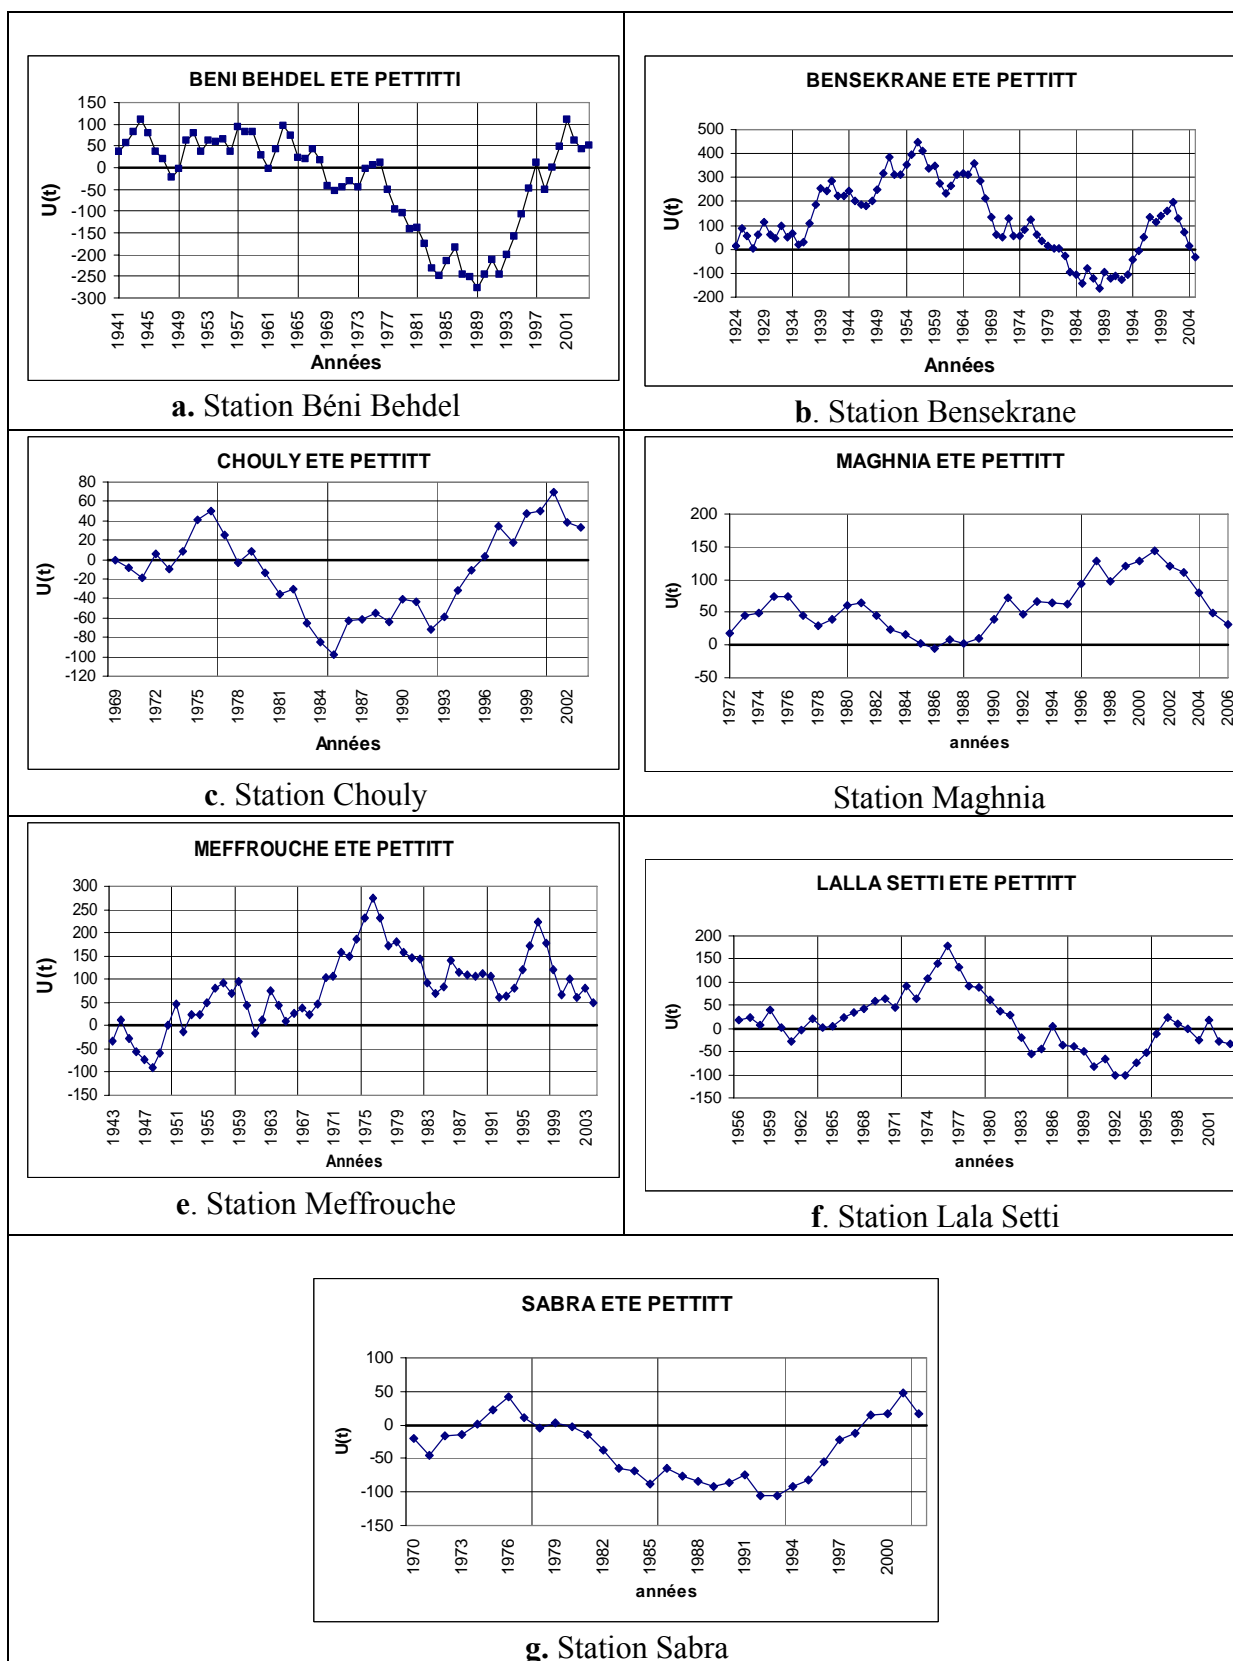 BENI BEHDEL ETE PETTITTI
U(t)
150
100
50
0
-50
-100
-150
-200
-250
-300
1941 1945 1949 1953 1957 1961 1965 1969 1973 1977 1981 1985 1989 1993 1997 2001
Années
a. Station Béni Behdel
BENSEKRANE ETE PETTITT
U(t)
500
400
300
200
100
0
-100
-200
1924 1929 1934 1939 1944 1949 1954 1959 1964 1969 1974 1979 1984 1989 1994 1999 2004
Années
b. Station Bensekrane
CHOULY ETE PETTITT
U(t)
80
60
40
20
0
-20
-40
-60
-80
-100
-120
1969 1972 1975 1978 1981 1984 1987 1990 1993 1996 1999 2002
Années
c. Station Chouly
MAGHNIA ETE PETTITT
U(t)
200
150
100
50
0
-50
1972 1974 1976 1978 1980 1982 1984 1986 1988 1990 1992 1994 1996 1998 2000 2002 2004 2006
années
Station Maghnia
MEFFROUCHE ETE PETTITT
U(t)
300
250
200
150
100
50
0
-50
-100
-150
1943 1947 1951 1955 1959 1963 1967 1971 1975 1979 1983 1987 1991 1995 1999 2003
Années
e. Station Meffrouche
LALLA SETTI ETE PETTITT
U(t)
200
150
100
50
0
-50
-100
-150
1956 1959 1962 1965 1968 1971 1974 1977 1980 1983 1986 1989 1992 1995 1998 2001
années
f. Station Lala Setti
SABRA ETE PETTITT
U(t)
100
50
0
-50
-100
-150
1970 1973 1976 1979 1982 1985 1988 1991 1994 1997 2000
années
g. Station Sabra